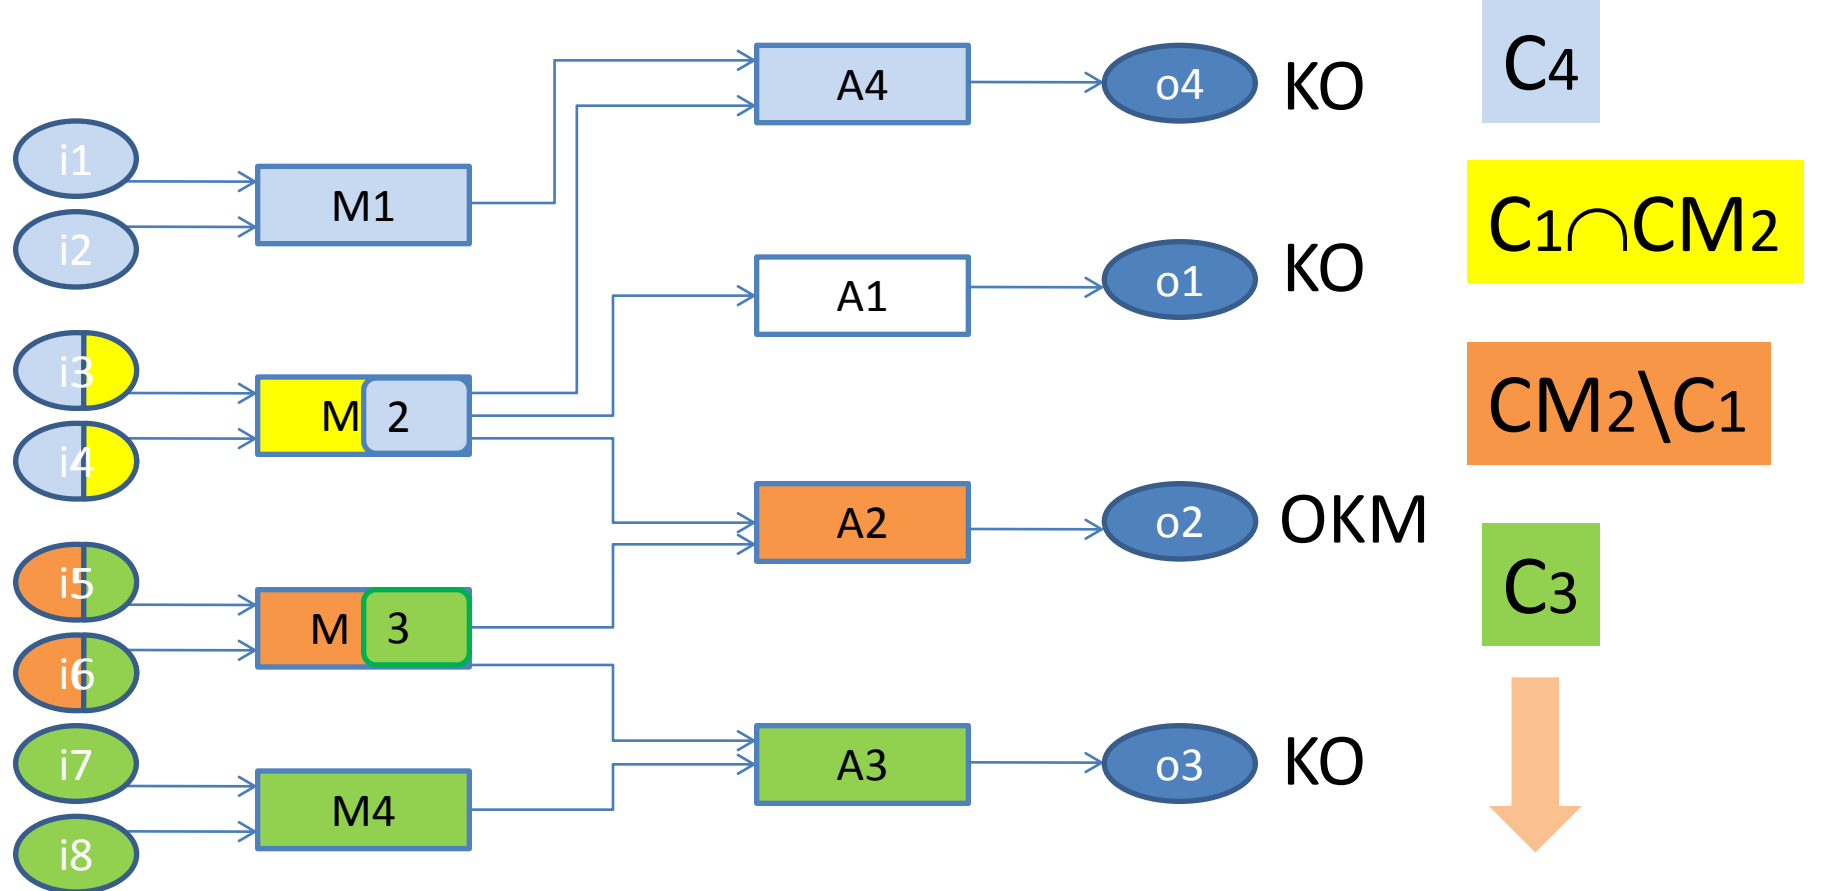 i1
i2
i3
i4
i5
i6
i7
i8
M1
M 2
M 3
M4
A4
A1
A2
A3
o4 KO
o1 KO
o2 OKM
o3 KO
C4
C1∩CM2
CM2\C1
C3